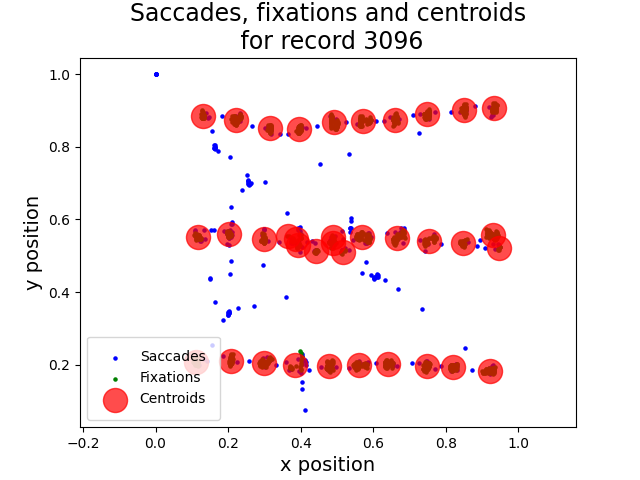 Saccades, fixations and centroids
for record 3096
y position
1.0
0.8
0.6
0.4
0.2
Saccades
Fixations
Centroids
−0.2 0.0 0.2 0.4 0.6 0.8 1.0
x position